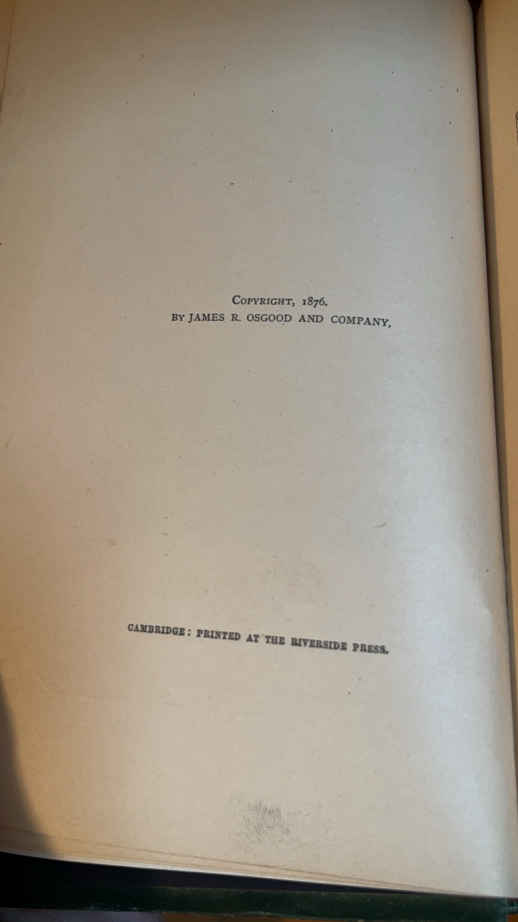 Copyright, 1876,
BY JAMES R. OSGOOD AND COMPANY,
CAMBRIDGE: PRINTED AT THE RIVERSIDE PRESS.